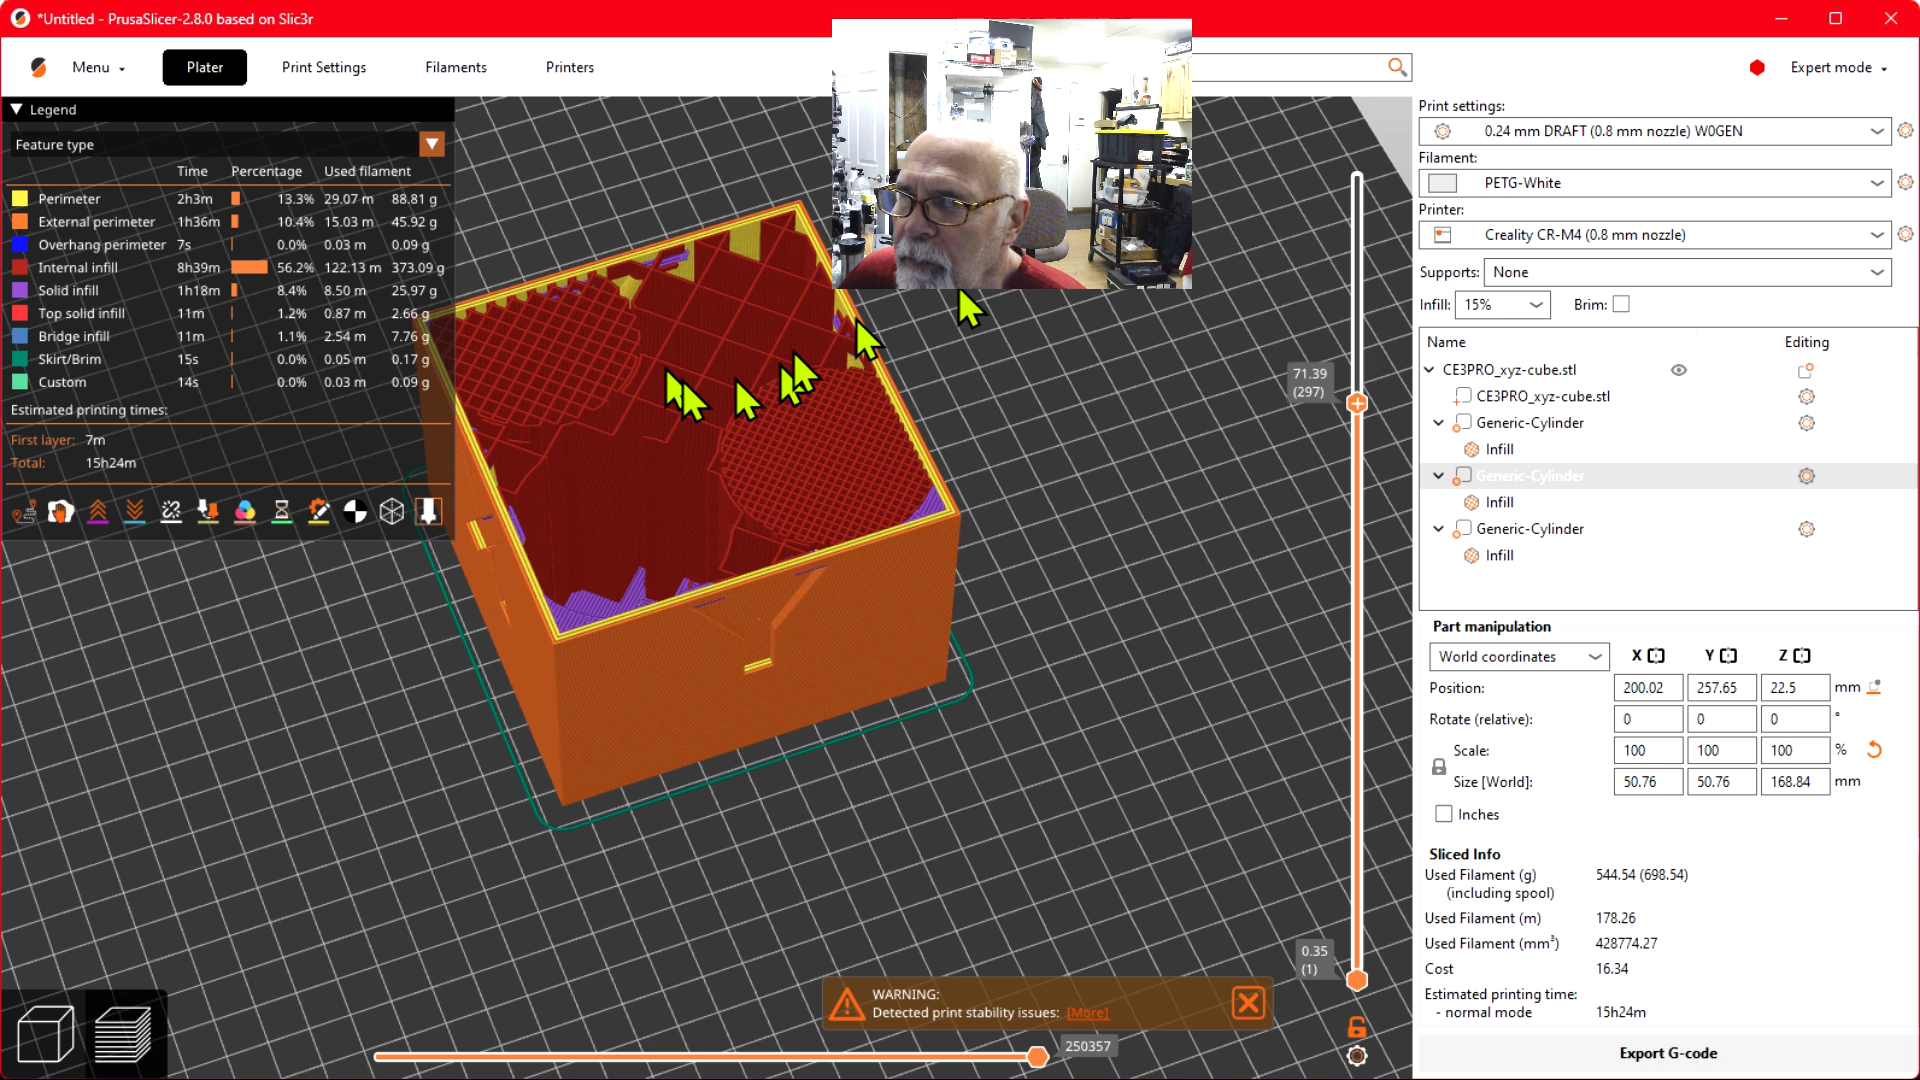 *Untitled - PrusaSlicer-2.8.0 based on Slic3r
Menu
Plater
Print Settings
Filaments
Printers
Expert mode
Legend
Feature type
Time Percentage Used filament
Perimeter 2h3m 13.3% 29.07 m 88.81 g
External perimeter 1h36m 10.4% 15.03 m 45.92 g
Overhang perimeter 7s 0.0% 0.03 m 0.09 g
Internal infill 8h39m 56.2% 122.13 m 373.09 g
Solid infill 1h18m 8.4% 8.50 m 25.97 g
Top solid infill 11m 1.2% 0.87 m 2.66 g
Bridge infill 11m 1.1% 2.54 m 7.76 g
Skirt/Brim 15s 0.0% 0.05 m 0.17 g
Custom 14s 0.0% 0.03 m 0.09 g
Estimated printing times:
First layer: 7m
Total: 15h24m
71.39
(297)
0.35
(1)
WARNING:
Detected print stability issues: [More]
250357
Print settings:
0.24 mm DRAFT (0.8 mm nozzle) W0GEN
Filament:
PETG-White
Printer:
Creality CR-M4 (0.8 mm nozzle)
Supports: None
Infill: 15% Brim:
Name Editing
CE3PRO_xyz-cube.stl
CE3PRO_xyz-cube.stl
Generic-Cylinder
Infill
Generic-Cylinder
Infill
Generic-Cylinder
Infill
Part manipulation
World coordinates X Y Z
Position: 200.02 257.65 22.5 mm
Rotate (relative): 0 0 0 °
Scale: 100 100 100 %
Size [World]: 50.76 50.76 168.84 mm
Inches
Sliced Info
Used Filament (g) 544.54 (698.54)
(including spool)
Used Filament (m) 178.26
Used Filament (mm³) 428774.27
Cost 16.34
Estimated printing time:
- normal mode 15h24m
Export G-code